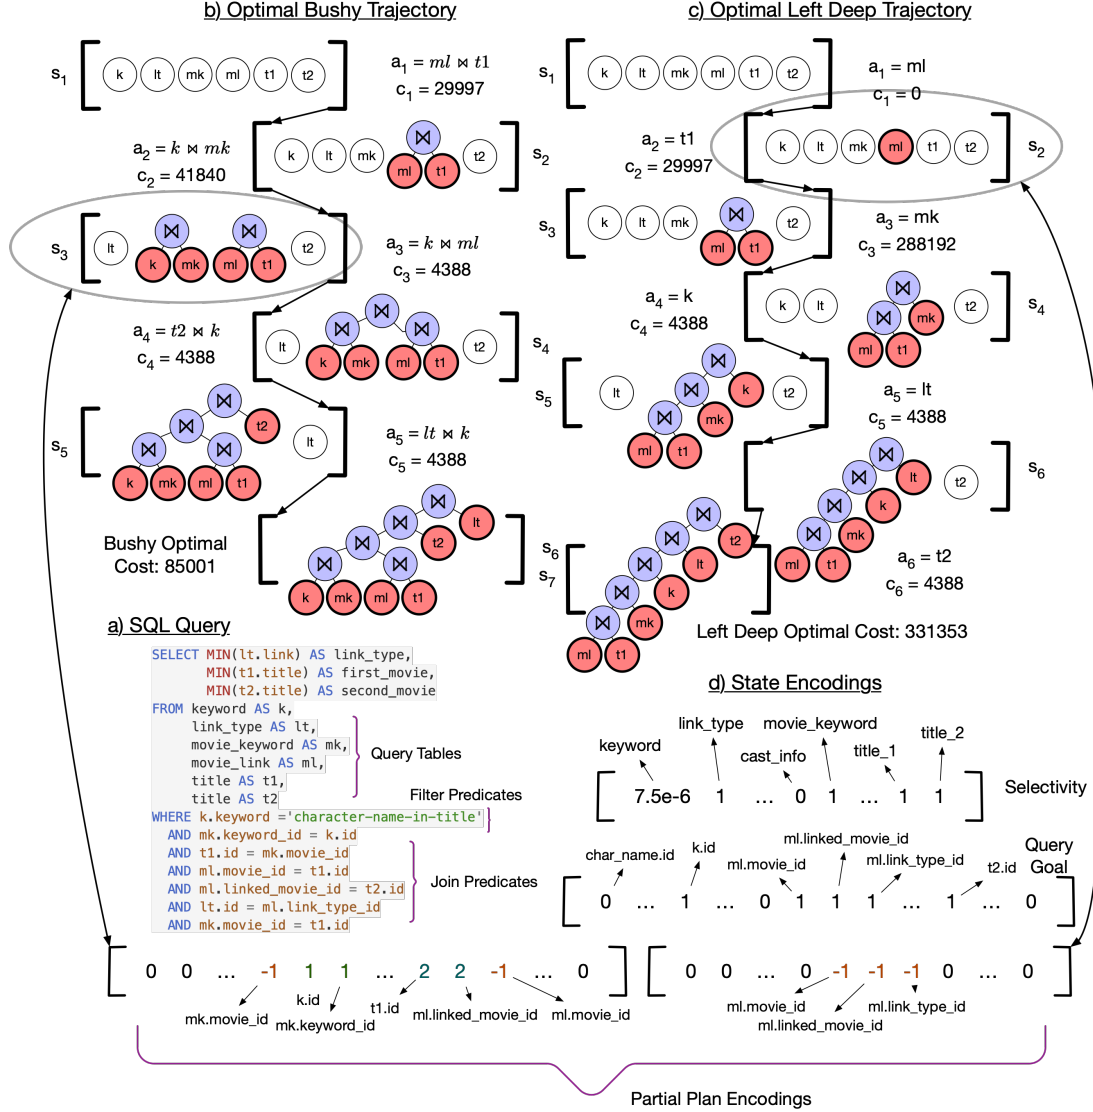 b) Optimal Bushy Trajectory
s1
k lt mk ml t1 t2
a1 = ml ⋈ t1
c1 = 29997
a2 = k ⋈ mk
c2 = 41840
k lt mk ⋈ ml t1 t2
s2
s3
lt ⋈ k mk ⋈ ml t1 t2
a3 = k ⋈ ml
c3 = 4388
a4 = t2 ⋈ k
c4 = 4388
lt ⋈ ⋈ ⋈ k mk ml t1 t2
s4
s5
⋈ ⋈ t2 ⋈ ⋈ k mk ml t1 lt
a5 = lt ⋈ k
c5 = 4388
Bushy Optimal
Cost: 85001
⋈ ⋈ lt ⋈ t2 ⋈ ⋈ k mk ml t1
s6
c) Optimal Left Deep Trajectory
s1
k lt mk ml t1 t2
a1 = ml
c1 = 0
a2 = t1
c2 = 29997
k lt mk ml t1 t2
s2
s3
k lt mk ⋈ ml t1 t2
a3 = mk
c3 = 288192
a4 = k
c4 = 4388
k lt ⋈ ⋈ mk ml t1 t2
s4
s5
lt ⋈ ⋈ k ⋈ mk ml t1 t2
a5 = lt
c5 = 4388
⋈ ⋈ lt ⋈ k ⋈ mk ml t1 t2
s6
s7
⋈ ⋈ t2 ⋈ lt ⋈ k ⋈ mk ml t1
a6 = t2
c6 = 4388
Left Deep Optimal Cost: 331353
a) SQL Query
SELECT MIN(lt.link) AS link_type,
MIN(t1.title) AS first_movie,
MIN(t2.title) AS second_movie
FROM keyword AS k,
link_type AS lt,
movie_keyword AS mk,
movie_link AS ml,
title AS t1,
title AS t2
WHERE k.keyword ='character-name-in-title'
AND mk.keyword_id = k.id
AND t1.id = mk.movie_id
AND ml.movie_id = t1.id
AND ml.linked_movie_id = t2.id
AND lt.id = ml.link_type_id
AND mk.movie_id = t1.id
Query Tables
Filter Predicates
Join Predicates
d) State Encodings
keyword
link_type
cast_info
movie_keyword
title_1
title_2
7.5e-6 1 ... 0 1 ... 1 1
Selectivity
char_name.id
k.id
ml.movie_id
ml.linked_movie_id
ml.link_type_id
t2.id
Query
Goal
0 ... 1 ... 0 1 1 1 ... 1 ... 0
0 0 ... -1 1 1 ... 2 2 -1 ... 0
mk.movie_id
k.id
mk.keyword_id
t1.id
ml.linked_movie_id
ml.movie_id
0 0 ... 0 -1 -1 -1 0 ... 0
ml.movie_id
ml.linked_movie_id
ml.link_type_id
Partial Plan Encodings